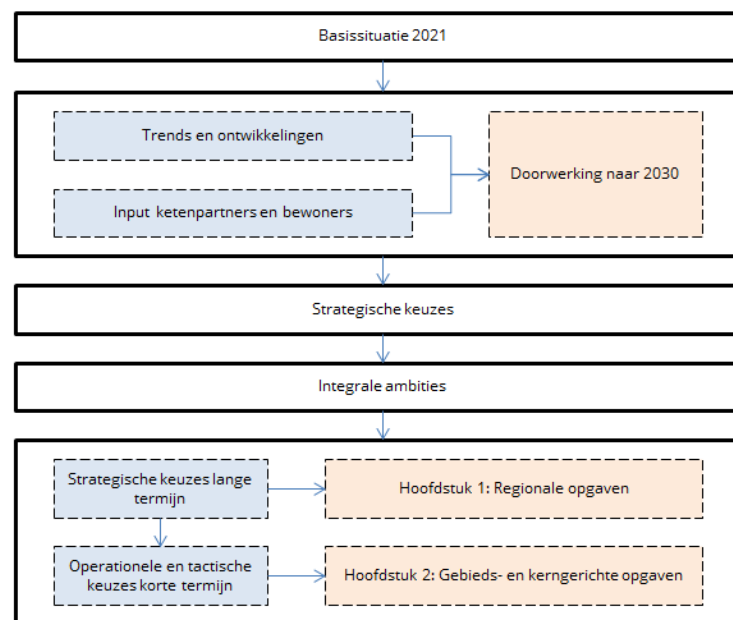 Basissituatie 2021
Trends en ontwikkelingen
Input ketenpartners en bewoners
Doorwerking naar 2030
Strategische keuzes
Integrale ambities
Strategische keuzes lange
termijn
Hoofdstuk 1: Regionale opgaven
Operationele en tactische
keuzes korte termijn
Hoofdstuk 2: Gebieds- en kerngerichte opgaven